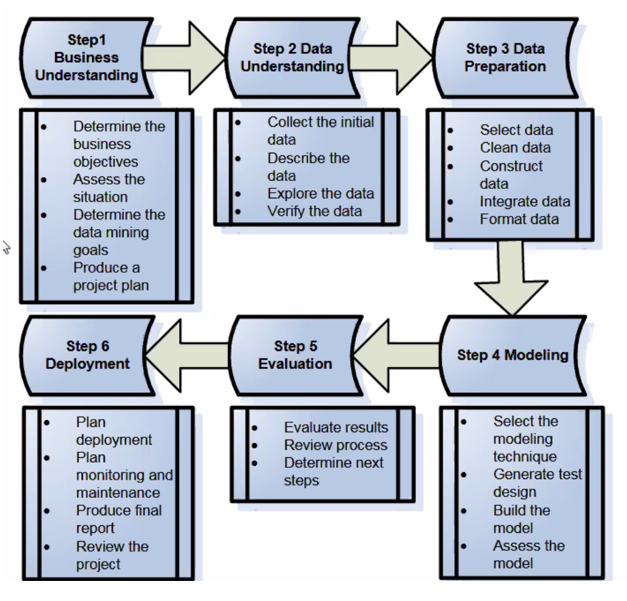 Step1
Business
Understanding
Step 2 Data
Understanding
Step 3 Data
Preparation
• Determine the
business
objectives
• Assess the
situation
• Determine the
data mining
goals
• Produce a
project plan
• Collect the initial
data
• Describe the
data
• Explore the data
• Verify the data
• Select data
• Clean data
• Construct
data
• Integrate data
• Format data
Step 4 Modeling
Step 5
Evaluation
Step 6
Deployment
• Select the
modeling
technique
• Generate test
design
• Build the
model
• Assess the
model
• Evaluate results
• Review process
• Determine next
steps
• Plan
deployment
• Plan
monitoring and
maintenance
• Produce final
report
• Review the
project